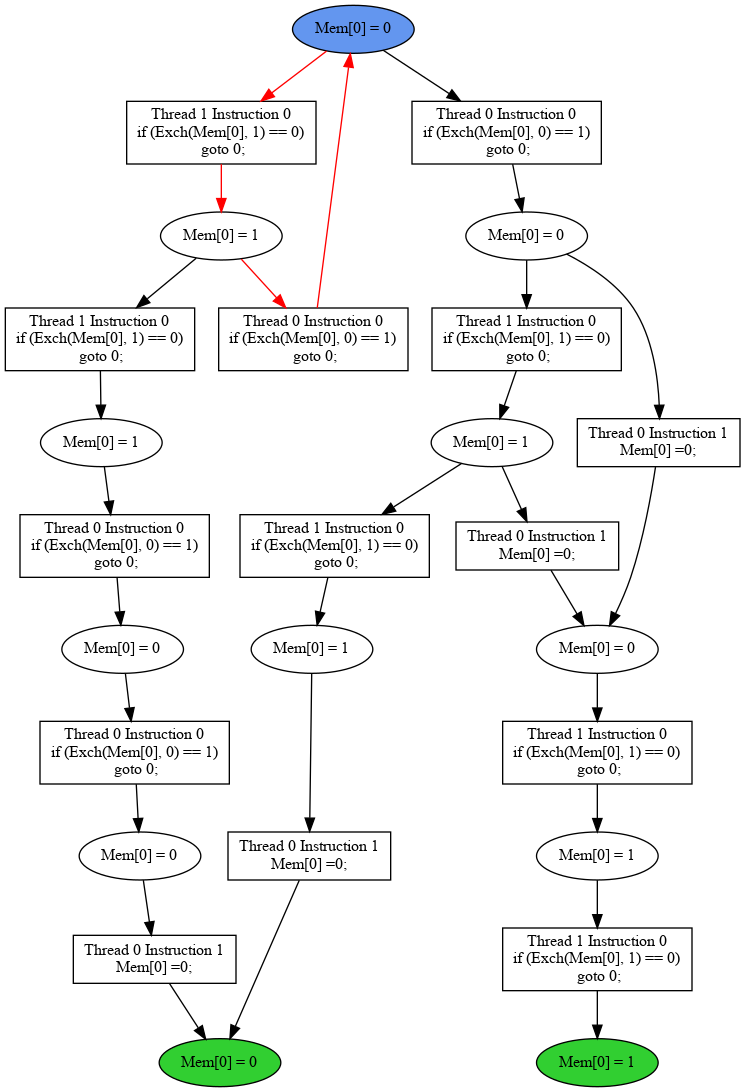 Mem[0] = 0
Thread 1 Instruction 0
if (Exch(Mem[0], 1) == 0)
goto 0;
Thread 0 Instruction 0
if (Exch(Mem[0], 0) == 1)
goto 0;
Mem[0] = 1
Mem[0] = 0
Thread 1 Instruction 0
if (Exch(Mem[0], 1) == 0)
goto 0;
Thread 0 Instruction 0
if (Exch(Mem[0], 0) == 1)
goto 0;
Thread 1 Instruction 0
if (Exch(Mem[0], 1) == 0)
goto 0;
Mem[0] = 1
Mem[0] = 1
Thread 0 Instruction 1
Mem[0] =0;
Thread 0 Instruction 0
if (Exch(Mem[0], 0) == 1)
goto 0;
Thread 1 Instruction 0
if (Exch(Mem[0], 1) == 0)
goto 0;
Thread 0 Instruction 1
Mem[0] =0;
Mem[0] = 0
Mem[0] = 1
Mem[0] = 0
Thread 0 Instruction 0
if (Exch(Mem[0], 0) == 1)
goto 0;
Thread 1 Instruction 0
if (Exch(Mem[0], 1) == 0)
goto 0;
Mem[0] = 0
Thread 0 Instruction 1
Mem[0] =0;
Mem[0] = 1
Thread 0 Instruction 1
Mem[0] =0;
Thread 1 Instruction 0
if (Exch(Mem[0], 1) == 0)
goto 0;
Mem[0] = 0
Mem[0] = 1